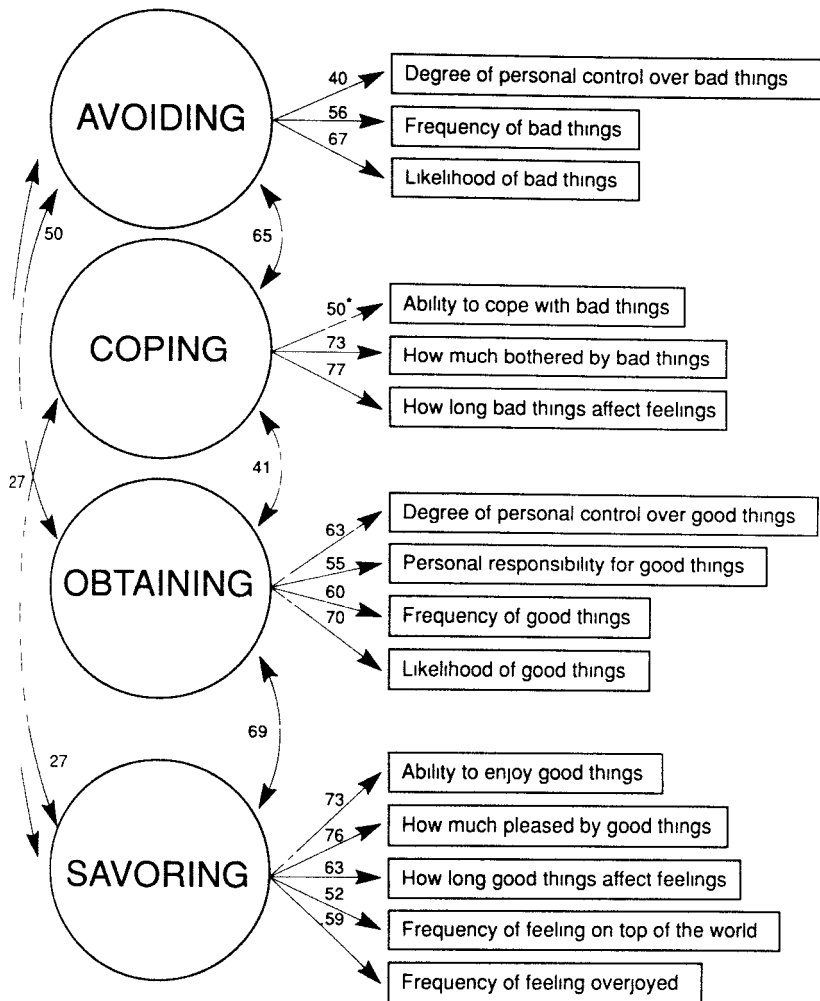 AVOIDING
40
56
67
Degree of personal control over bad things
Frequency of bad things
Likelihood of bad things
50
65
COPING
50*
73
77
Ability to cope with bad things
How much bothered by bad things
How long bad things affect feelings
27
41
OBTAINING
63
55
60
70
Degree of personal control over good things
Personal responsibility for good things
Frequency of good things
Likelihood of good things
69
27
SAVORING
73
76
63
52
.59
Ability to enjoy good things
How much pleased by good things
How long good things affect feelings
Frequency of feeling on top of the world
Frequency of feeling overjoyed